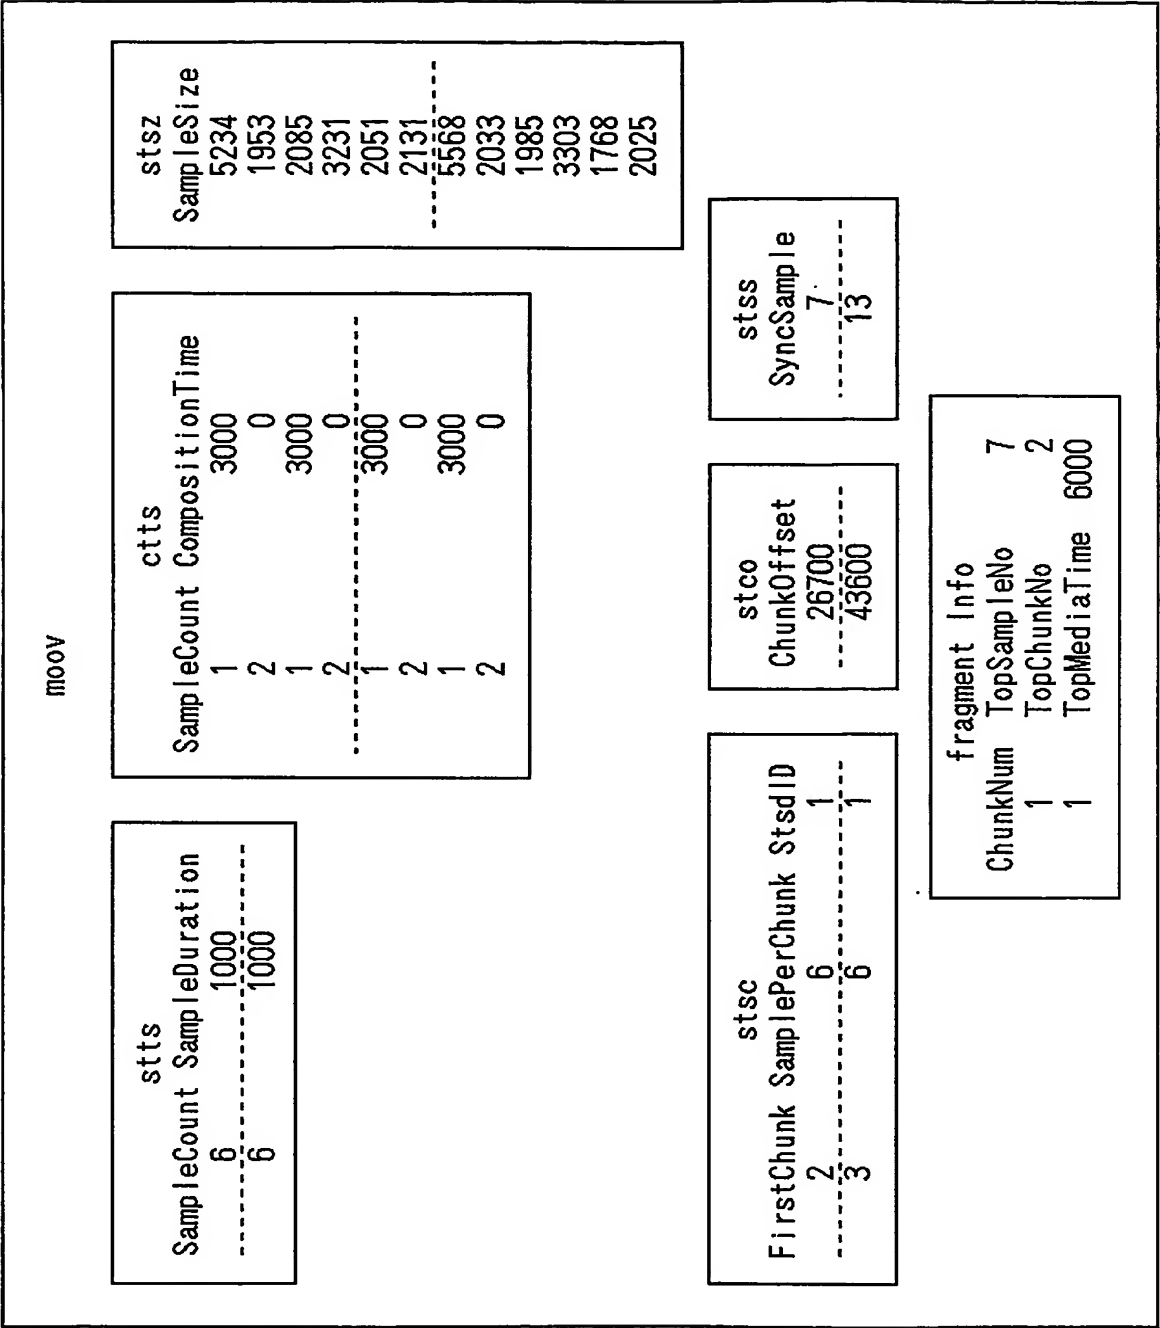 moov
stts
SampleCount SampleDuration
6 1000
6 1000
ctts
SampleCount CompositionTime
1 3000
2 0
1 3000
2 0
1 3000
2 0
1 3000
2 0
stsz
SampleSize
5234
1953
2085
3231
2051
2131
5568
2033
1985
3303
1768
2025
stsc
FirstChunk SamplePerChunk StsdID
2 6 1
3 6 1
stco
ChunkOffset
26700
43600
stss
SyncSample
7
13
fragment Info
ChunkNum TopSampleNo 7
1 TopChunkNo 2
1 TopMediaTime 6000